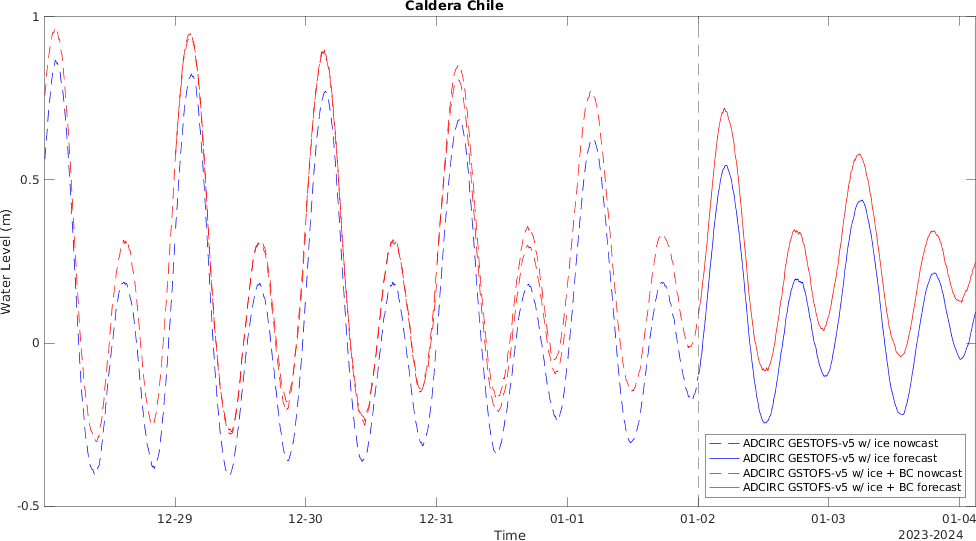 Caldera Chile
1
0.5
0
-0.5
Water Level (m)
12-29
12-30
12-31
01-01
01-02
01-03
01-04
Time
2023-2024
ADCIRC GESTOFS-v5 w/ ice nowcast
ADCIRC GESTOFS-v5 w/ ice forecast
ADCIRC GSTOFS-v5 w/ ice + BC nowcast
ADCIRC GSTOFS-v5 w/ ice + BC forecast